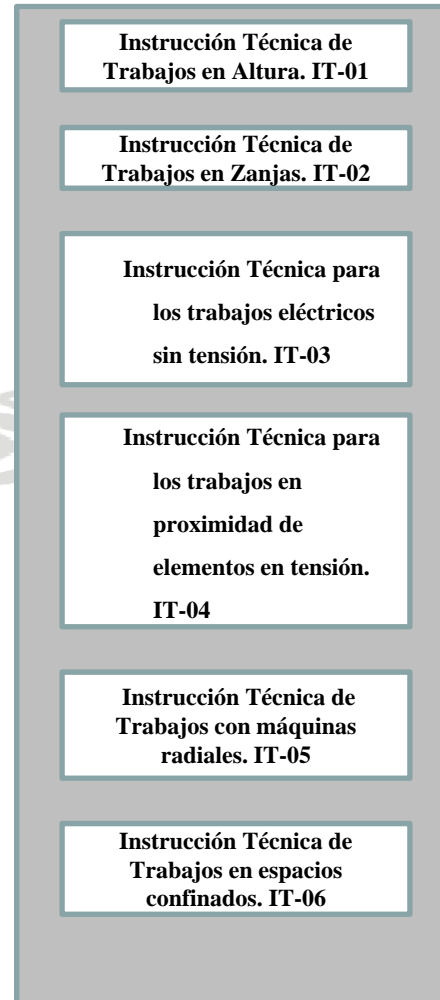 Instrucción Técnica de
Trabajos en Altura. IT-01
Instrucción Técnica de
Trabajos en Zanjas. IT-02
Instrucción Técnica para
los trabajos eléctricos
sin tensión. IT-03
Instrucción Técnica para
los trabajos en
proximidad de
elementos en tensión.
IT-04
Instrucción Técnica de
Trabajos con máquinas
radiales. IT-05
Instrucción Técnica de
Trabajos en espacios
confinados. IT-06